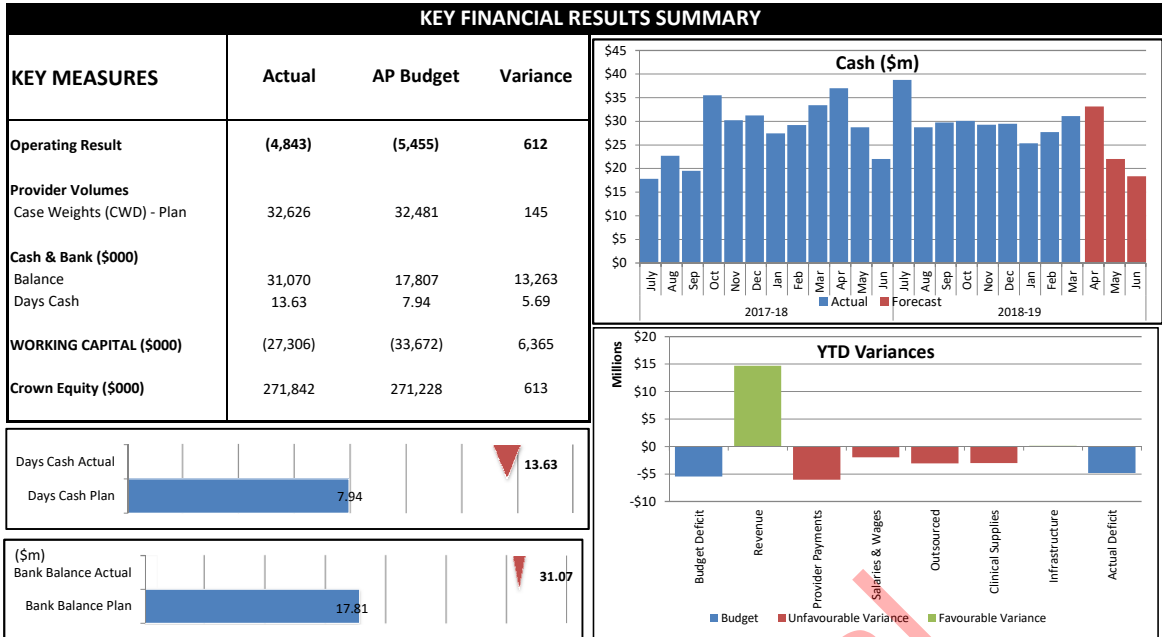 KEY FINANCIAL RESULTS SUMMARY
KEY MEASURES Actual AP Budget Variance
Operating Result (4,843) (5,455) 612
Provider Volumes
Case Weights (CWD) - Plan 32,626 32,481 145
Cash & Bank ($000)
Balance 31,070 17,807 13,263
Days Cash 13.63 7.94 5.69
WORKING CAPITAL ($000) (27,306) (33,672) 6,365
Crown Equity ($000) 271,842 271,228 613
Cash ($m)
$45
$40
$35
$30
$25
$20
$15
$10
$5
$0
July Aug Sep Oct Nov Dec Jan Feb Mar Apr May Jun July Aug Sep Oct Nov Dec Jan Feb Mar Apr May Jun
Actual Forecast
2017-18 2018-19
Days Cash Actual 13.63
Days Cash Plan 7.94
($m)
Bank Balance Actual 31.07
Bank Balance Plan 17.81
YTD Variances
Millions
$20
$15
$10
$5
$0
-$5
-$10
Budget Deficit
Revenue
Provider Payments
Salaries & Wages
Outsourced
Clinical Supplies
Infrastructure
Actual Deficit
Budget Unfavourable Variance Favourable Variance